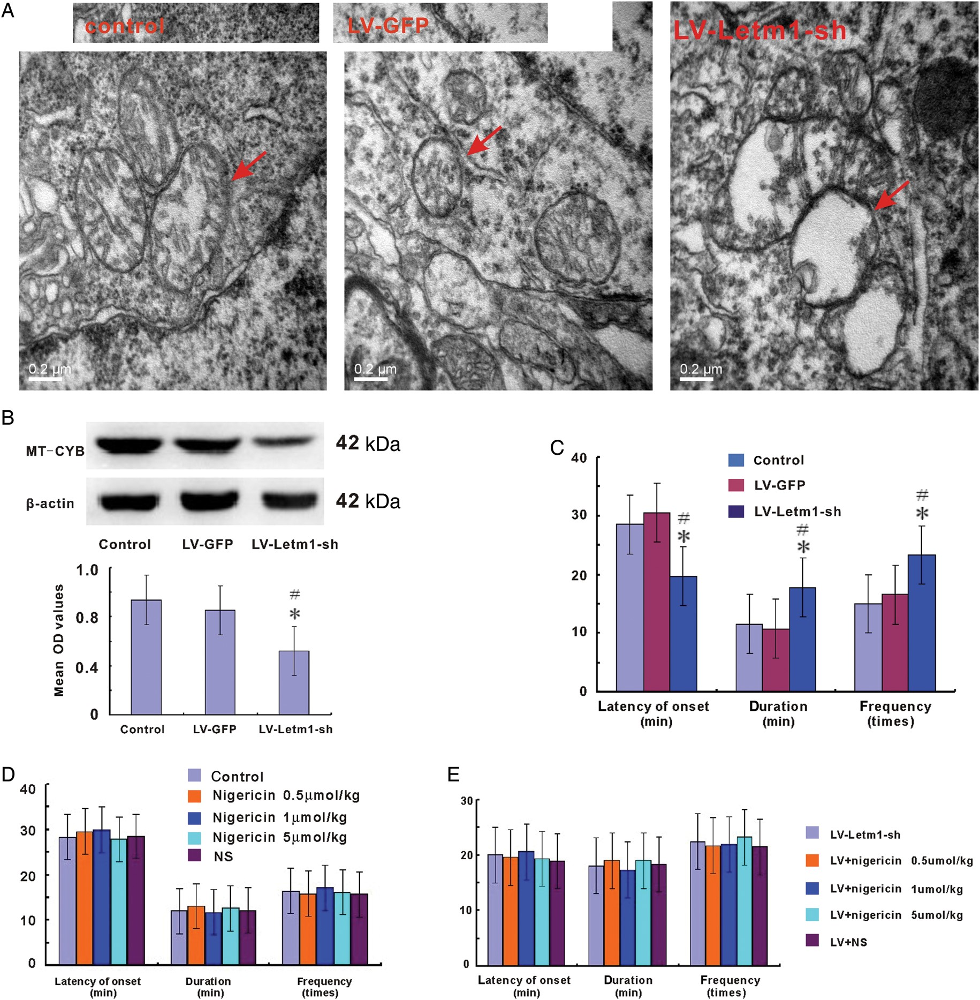 A
control
LV-GFP
LV-Letm1-sh
0.2 µm
0.2 µm
0.2 µm
B
MT-CYB
42 kDa
β-actin
42 kDa
Control
LV-GFP
LV-Letm1-sh
Mean OD values
1.0
0.8
0.4
0
#
*
Control
LV-GFP
LV-Letm1-sh
C
40
30
20
10
0
Control
LV-GFP
LV-Letm1-sh
#
*
#
*
#
*
Latency of onset
(min)
Duration
(min)
Frequency
(times)
D
40
30
20
10
0
Control
Nigericin 0.5µmol/kg
Nigericin 1µmol/kg
Nigericin 5µmol/kg
NS
Latency of onset
(min)
Duration
(min)
Frequency
(times)
E
30
20
10
0
LV-Letm1-sh
LV+nigericin 0.5umol/kg
LV+nigericin 1umol/kg
LV+nigericin 5umol/kg
LV+NS
Latency of onset
(min)
Duration
(min)
Frequency
(times)